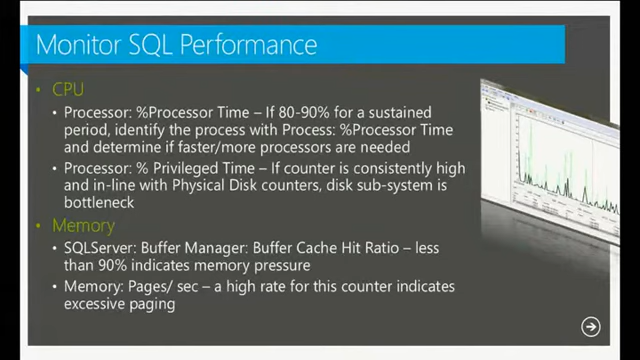 Monitor SQL Performance
• CPU
• Processor: %Processor Time – If 80-90% for a sustained
period, identify the process with Process: %Processor Time
and determine if faster/more processors are needed
• Processor: % Privileged Time – If counter is consistently high
and in-line with Physical Disk counters, disk sub-system is
bottleneck
• Memory
• SQLServer: Buffer Manager: Buffer Cache Hit Ratio – less
than 90% indicates memory pressure
• Memory: Pages/ sec – a high rate for this counter indicates
excessive paging